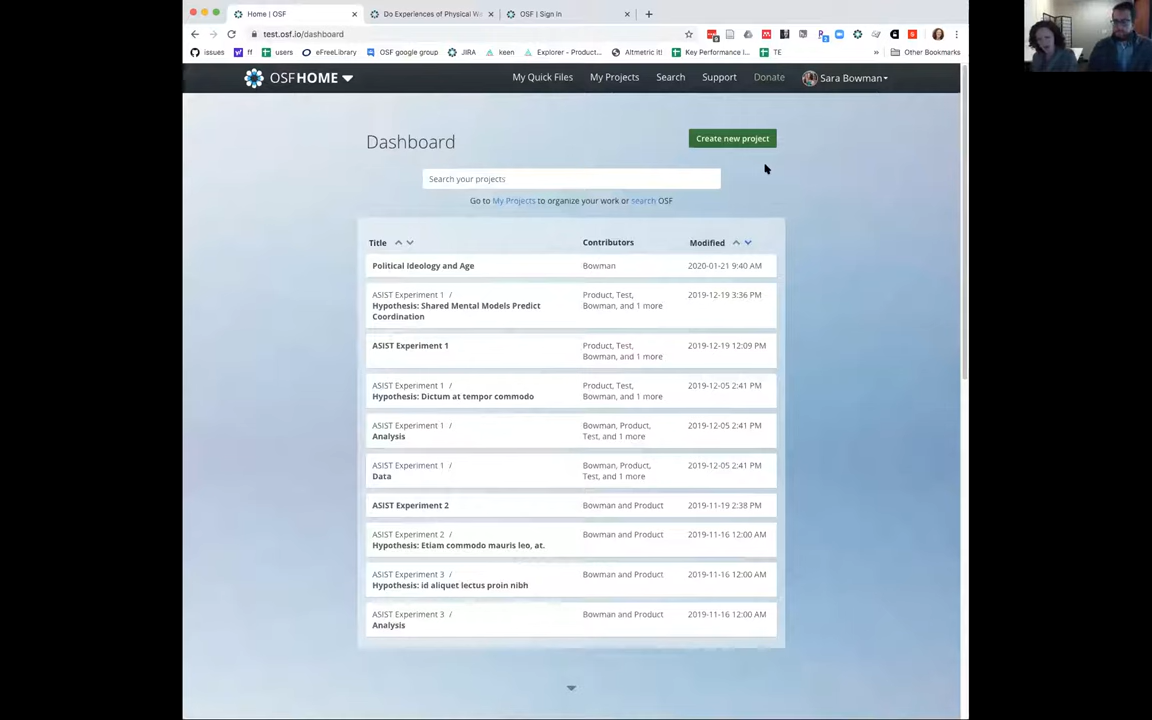 Home | OSF
Do Experiences of Physical Wa
OSF | Sign In
test.osf.io/dashboard
issues
ff
users
eFreeLibrary
OSF google group
JIRA
keen
Explorer - Product...
Altmetric it!
Key Performance I...
TE
»
Other Bookmarks
OSFHOME
My Quick Files
My Projects
Search
Support
Donate
Sara Bowman
Dashboard
Create new project
Search your projects
Go to My Projects to organize your work or search OSF
Title
Contributors
Modified
Political Ideology and Age
Bowman
2020-01-21 9:40 AM
ASIST Experiment 1 /
Hypothesis: Shared Mental Models Predict
Coordination
Product, Test,
Bowman, and 1 more
2019-12-19 3:36 PM
ASIST Experiment 1
Product, Test,
Bowman, and 1 more
2019-12-19 12:09 PM
ASIST Experiment 1 /
Hypothesis: Dictum at tempor commodo
Product, Test,
Bowman, and 1 more
2019-12-05 2:41 PM
ASIST Experiment 1 /
Analysis
Bowman, Product,
Test, and 1 more
2019-12-05 2:41 PM
ASIST Experiment 1 /
Data
Bowman, Product,
Test, and 1 more
2019-12-05 2:41 PM
ASIST Experiment 2
Bowman and Product
2019-11-19 2:38 PM
ASIST Experiment 2 /
Hypothesis: Etiam commodo mauris leo, at.
Bowman and Product
2019-11-16 12:00 AM
ASIST Experiment 3 /
Hypothesis: id aliquet lectus proin nibh
Bowman and Product
2019-11-16 12:00 AM
ASIST Experiment 3 /
Analysis
Bowman and Product
2019-11-16 12:00 AM